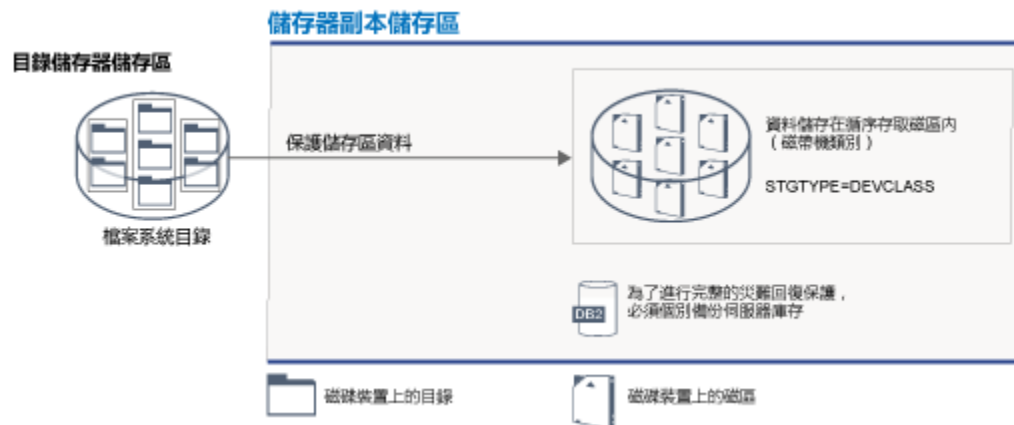 儲存器副本儲存區
目錄儲存器儲存區
保護儲存區資料
資料儲存在循序存取磁區內
（磁帶機類別）
STGTYPE=DEVCLASS
檔案系統目錄
DB2
為了進行完整的災難回復保護，
必須個別備份伺服器庫存
磁碟裝置上的目錄
磁碟裝置上的磁區